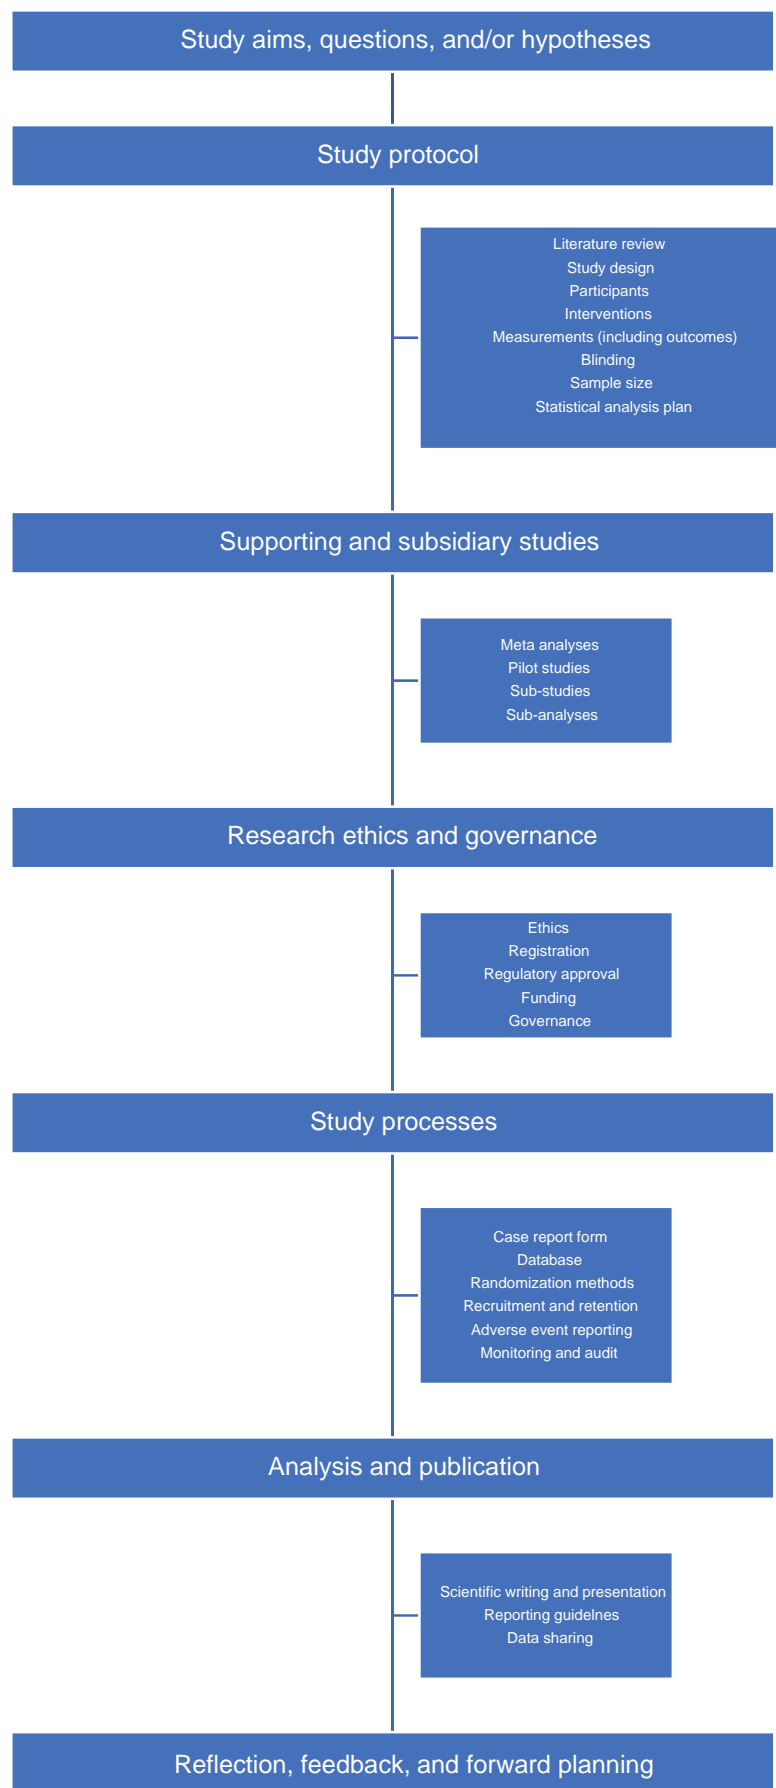 Study aims, questions, and/or hypotheses
Study protocol
Literature review
Study design
Participants
Interventions
Measurements (including outcomes)
Blinding
Sample size
Statistical analysis plan
Supporting and subsidiary studies
Meta analyses
Pilot studies
Sub-studies
Sub-analyses
Research ethics and governance
Ethics
Registration
Regulatory approval
Funding
Governance
Study processes
Case report form
Database
Randomization methods
Recruitment and retention
Adverse event reporting
Monitoring and audit
Analysis and publication
Scientific writing and presentation
Reporting guidelnes
Data sharing
Reflection, feedback, and forward planning